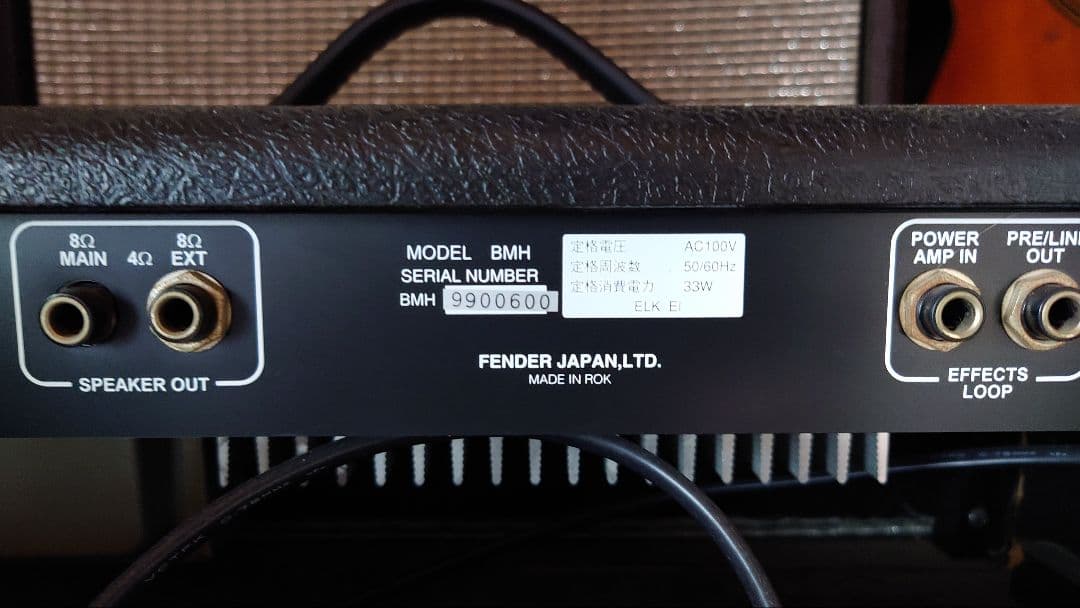 8Ω MAIN
4Ω
8Ω EXT
SPEAKER OUT
MODEL BMH
SERIAL NUMBER
BMH 9900600
定格電圧 AC100V
定格周波数 50/60Hz
定格消費電力 33W
ELK EI
FENDER JAPAN,LTD.
MADE IN ROK
POWER AMP IN
PRE/LINE OUT
EFFECTS LOOP